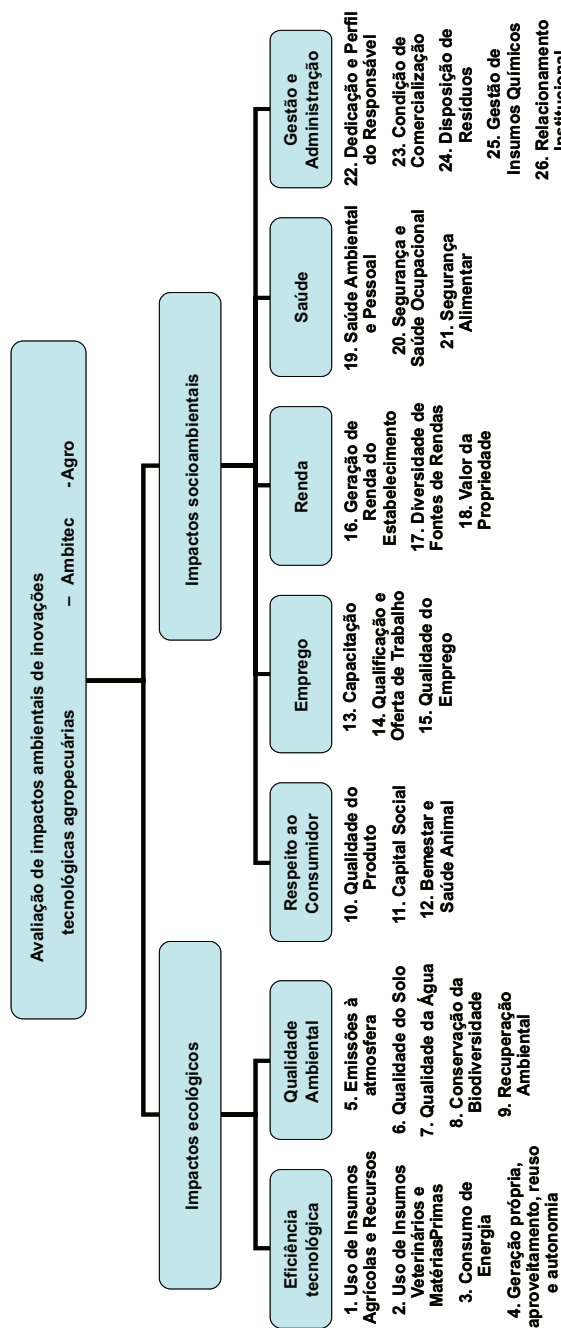 Avaliação de impactos ambientais de inovações
tecnológicas agropecuárias – Ambitec -Agro
Impactos ecológicos
Impactos socioambientais
Eficiência
tecnológica
1. Uso de Insumos
Agrícolas e Recursos
2. Uso de Insumos
Veterinários e
MatériasPrimas
3. Consumo de
Energia
4. Geração própria,
aproveitamento, reuso
e autonomia
Qualidade
Ambiental
5. Emissões à
atmosfera
6. Qualidade do Solo
7. Qualidade da Água
8. Conservação da
Biodiversidade
9. Recuperação
Ambiental
Respeito ao
Consumidor
10. Qualidade do
Produto
11. Capital Social
12. Bemestar e
Saúde Animal
Emprego
13. Capacitação
14. Qualificação e
Oferta de Trabalho
15. Qualidade do
Emprego
Renda
16. Geração de
Renda do
Estabelecimento
17. Diversidade de
Fontes de Rendas
18. Valor da
Propriedade
Saúde
19. Saúde Ambiental
e Pessoal
20. Segurança e
Saúde Ocupacional
21. Segurança
Alimentar
Gestão e
Administração
22. Dedicação e Perfil
do Responsável
23. Condição de
Comercialização
24. Disposição de
Resíduos
25. Gestão de
Insumos Químicos
26. Relacionamento
Institucional